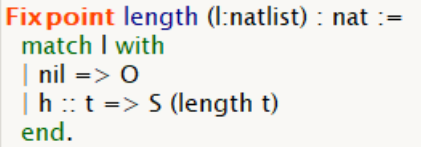 Fixpoint length (l:natlist) : nat :=
match l with
| nil => O
| h :: t => S (length t)
end.